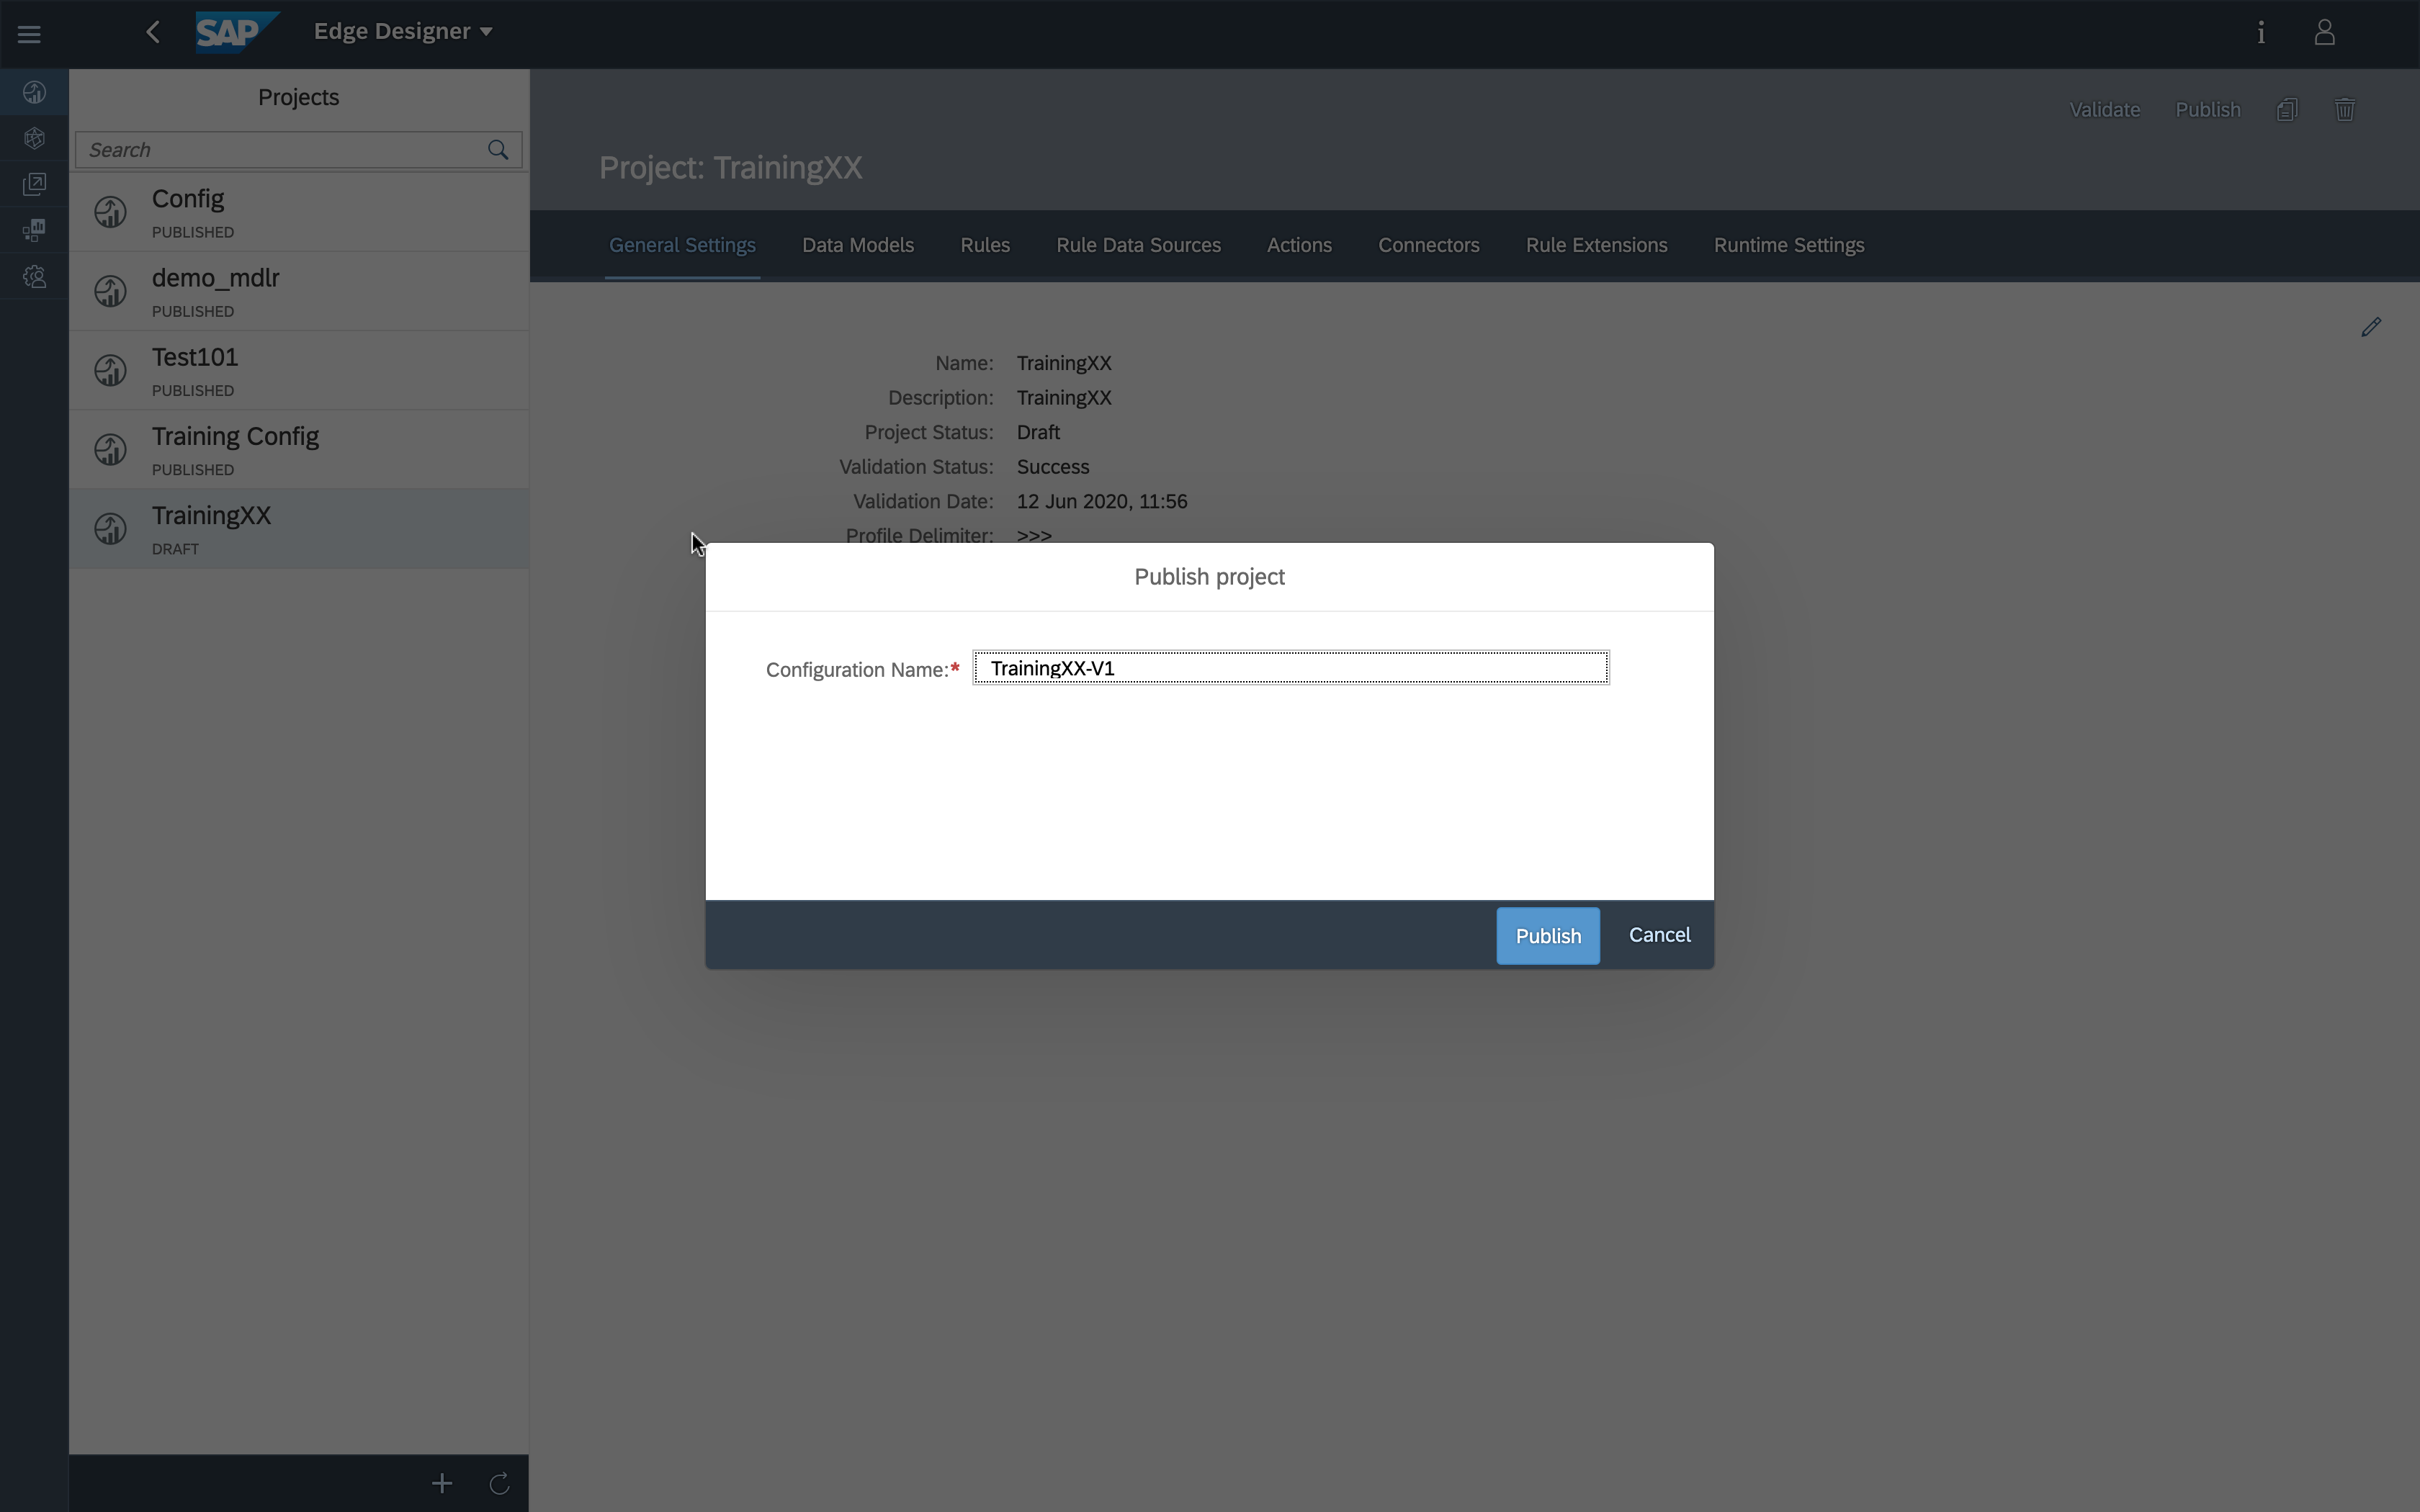 SAP
Edge Designer
Projects
Search
Config
PUBLISHED
demo_mdlr
PUBLISHED
Test101
PUBLISHED
Training Config
PUBLISHED
TrainingXX
DRAFT
Validate Publish
Project: TrainingXX
General Settings Data Models Rules Rule Data Sources Actions Connectors Rule Extensions Runtime Settings
Name: TrainingXX
Description: TrainingXX
Project Status: Draft
Validation Status: Success
Validation Date: 12 Jun 2020, 11:56
Profile Delimiter: >>>
Publish project
Configuration Name:* TrainingXX-V1
Publish Cancel